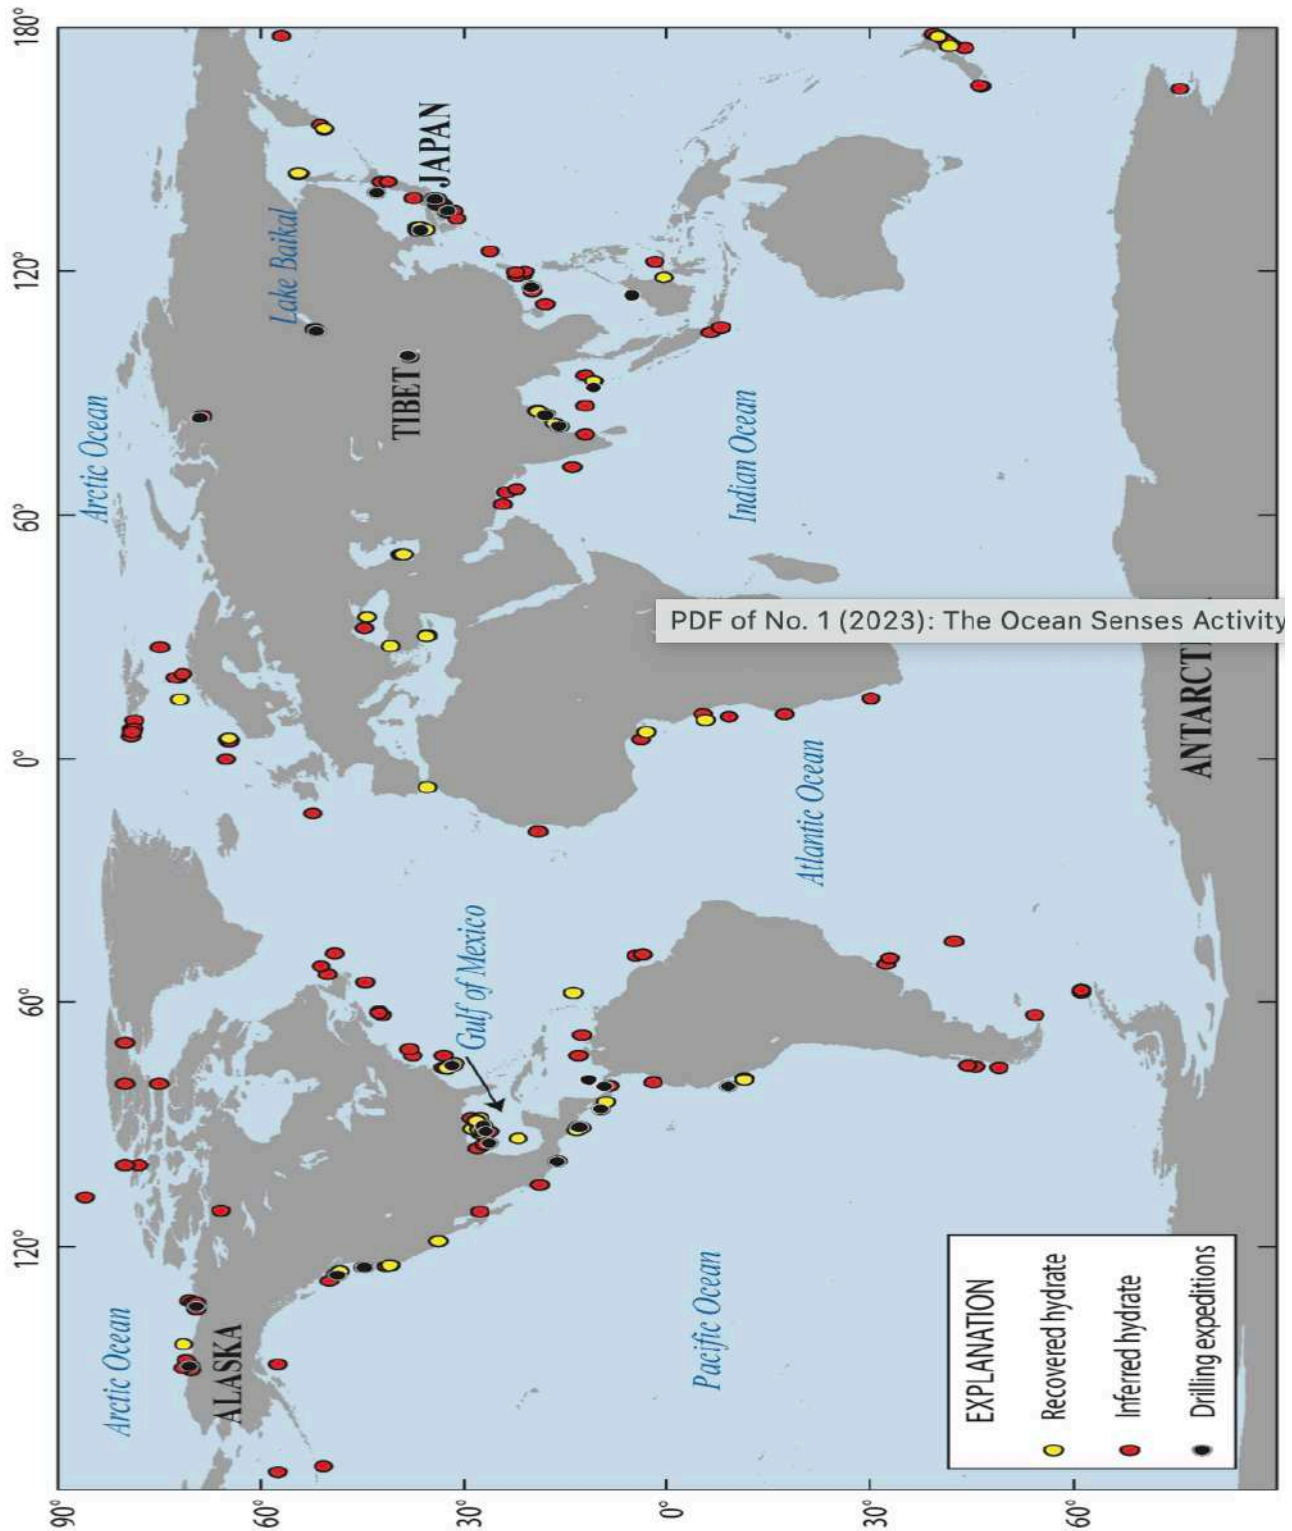 90°
60°
30°
0°
30°
60°
120°
60°
0°
60°
120°
180°
Arctic Ocean
ALASKA
Pacific Ocean
Gulf of Mexico
Atlantic Ocean
Arctic Ocean
Lake Baikal
TIBET
JAPAN
Indian Ocean
ANTARCTI
EXPLANATION
Recovered hydrate
Inferred hydrate
Drilling expeditions
PDF of No. 1 (2023): The Ocean Senses Activity